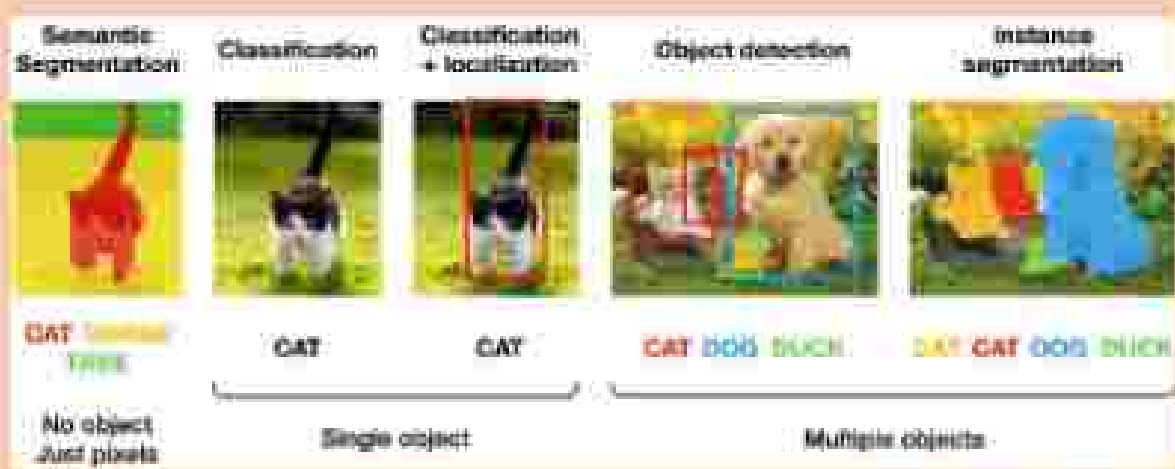 Semantic
Segmentation
Classification
Classification
+ localization
Object detection
Instance
segmentation
CAT
TREE
CAT
CAT
CAT DOG DUCK
CAT CAT DOG DUCK
No object
Just pixels
Single object
Multiple objects